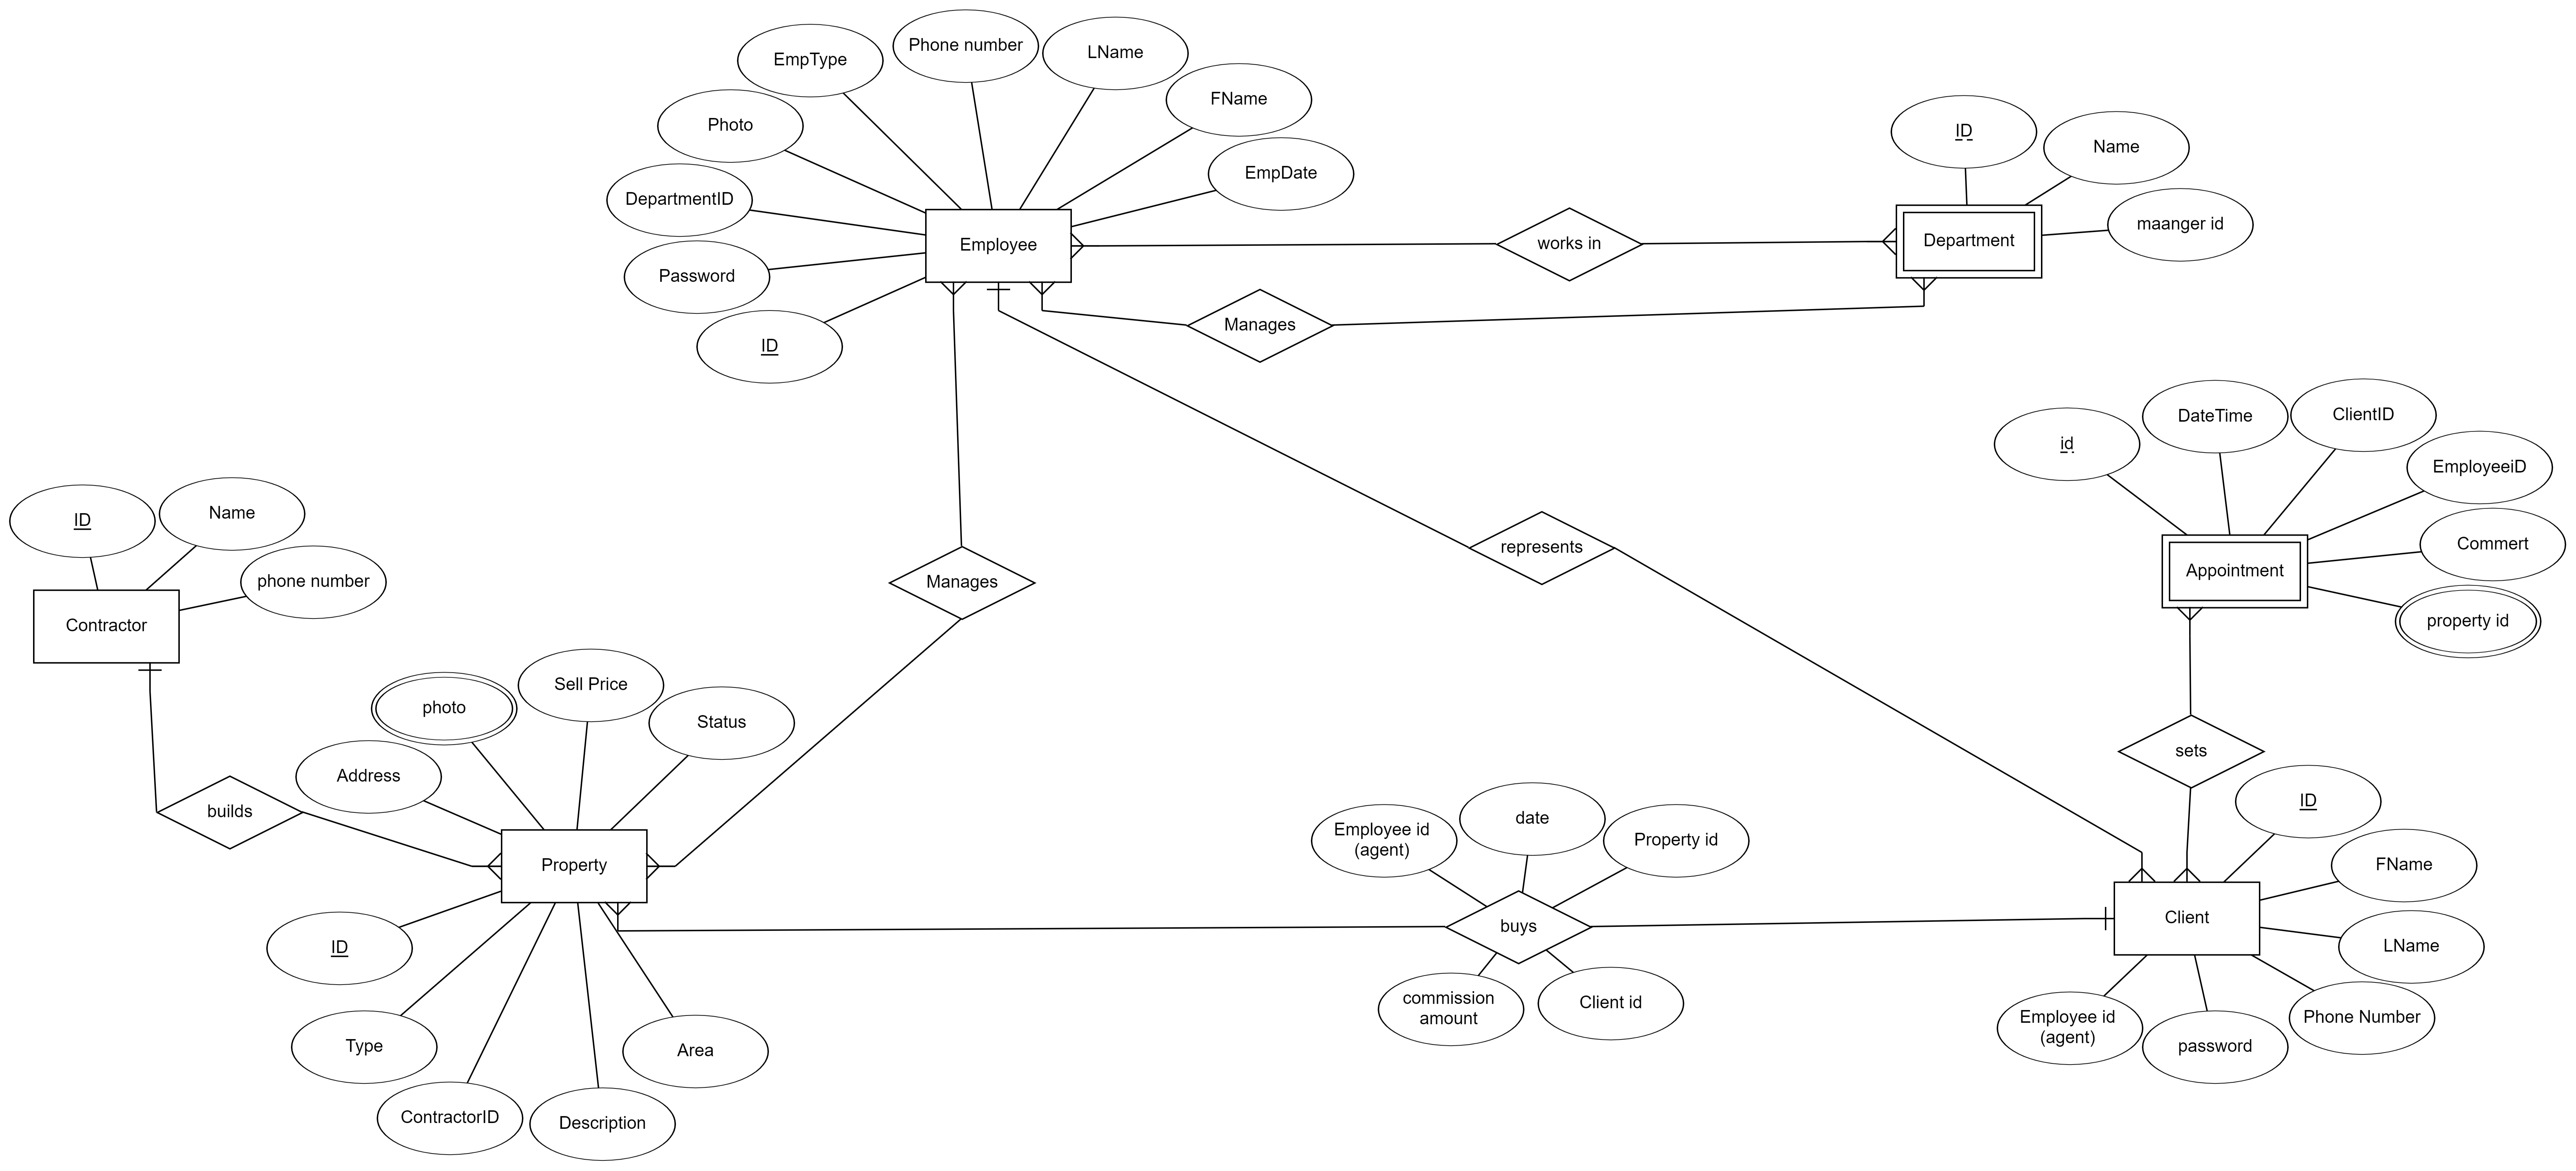 Phone number
LName
EmpType
FName
Photo
EmpDate
DepartmentID
Employee
Password
ID
works in
Manages
ID
Name
maanger id
Department
DateTime
ClientID
id
EmployeeiD
Commert
Appointment
property id
ID
Name
phone number
Contractor
represents
Manages
builds
photo
Sell Price
Status
Address
Property
ID
Type
Area
ContractorID
Description
Employee id
(agent)
date
Property id
buys
commission
amount
Client id
sets
ID
FName
Client
LName
Employee id
(agent)
password
Phone Number